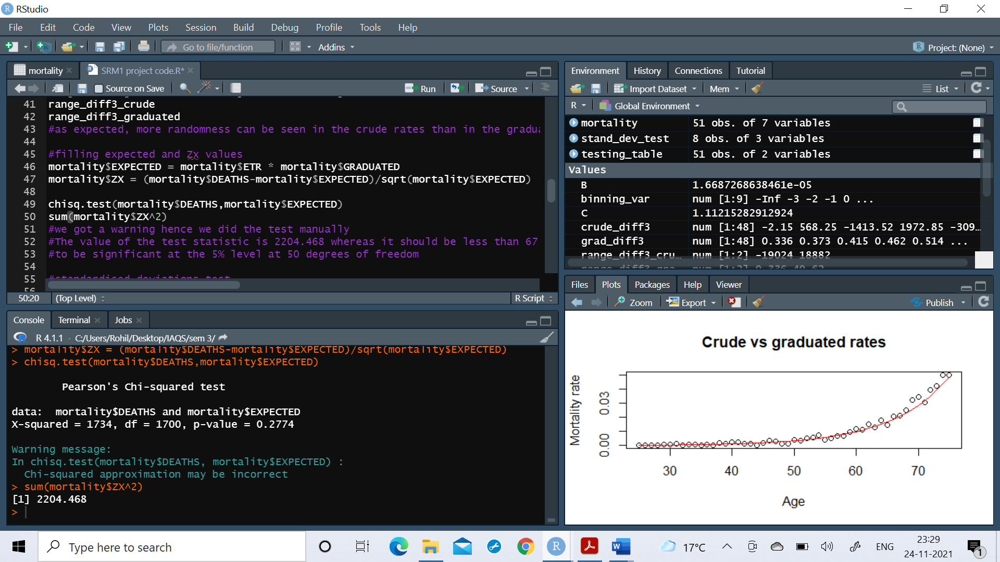 RStudio
File Edit Code View Plots Session Build Debug Profile Tools Help
Go to file/function Addins Project: (None)
mortality SRM1 project code.R*
Source on Save Run Source
41 range_diff3_crude
42 range_diff3_graduated
43 #as expected, more randomness can be seen in the crude rates than in the gradua
44
45 #filling expected and Zx values
46 mortality$EXPECTED = mortality$ETR * mortality$GRADUATED
47 mortality$ZX = (mortality$DEATHS-mortality$EXPECTED)/sqrt(mortality$EXPECTED)
48
49 chisq.test(mortality$DEATHS,mortality$EXPECTED)
50 sum(mortality$ZX^2)
51 #we got a warning hence we did the test manually
52 #The value of the test statistic is 2204.468 whereas it should be less than 67
53 #to be significant at the 5% level at 50 degrees of freedom
54
55 #standardised deviations test
56
50:20 (Top Level) R Script
Console Terminal Jobs
R 4.1.1 · C:/Users/Rohil/Desktop/IAQS/sem 3/
> mortality$ZX = (mortality$DEATHS-mortality$EXPECTED)/sqrt(mortality$EXPECTED)
> chisq.test(mortality$DEATHS,mortality$EXPECTED)
Pearson's Chi-squared test
data: mortality$DEATHS and mortality$EXPECTED
X-squared = 1734, df = 1700, p-value = 0.2774
Warning message:
In chisq.test(mortality$DEATHS, mortality$EXPECTED) :
Chi-squared approximation may be incorrect
> sum(mortality$ZX^2)
[1] 2204.468
>
Environment History Connections Tutorial
Import Dataset Mem List
R Global Environment
mortality 51 obs. of 7 variables
stand_dev_test 8 obs. of 3 variables
testing_table 51 obs. of 2 variables
Values
B 1.6687268638461e-05
binning_var num [1:9] -Inf -3 -2 -1 0 ...
C 1.11215282912924
crude_diff3 num [1:48] -2.15 568.25 -1413.52 1972.85 -309…
grad_diff3 num [1:48] 0.336 0.373 0.415 0.462 0.514 ...
range_diff3_cru… num [1:2] -19024 18882
range_diff3_gra… num [1:2] 0.336 49.62
Files Plots Packages Help Viewer
Zoom Export Publish
Crude vs graduated rates
Mortality rate
0.03
0.00
30 40 50 60 70
Age
Type here to search
17°C ENG 23:29
24-11-2021
1